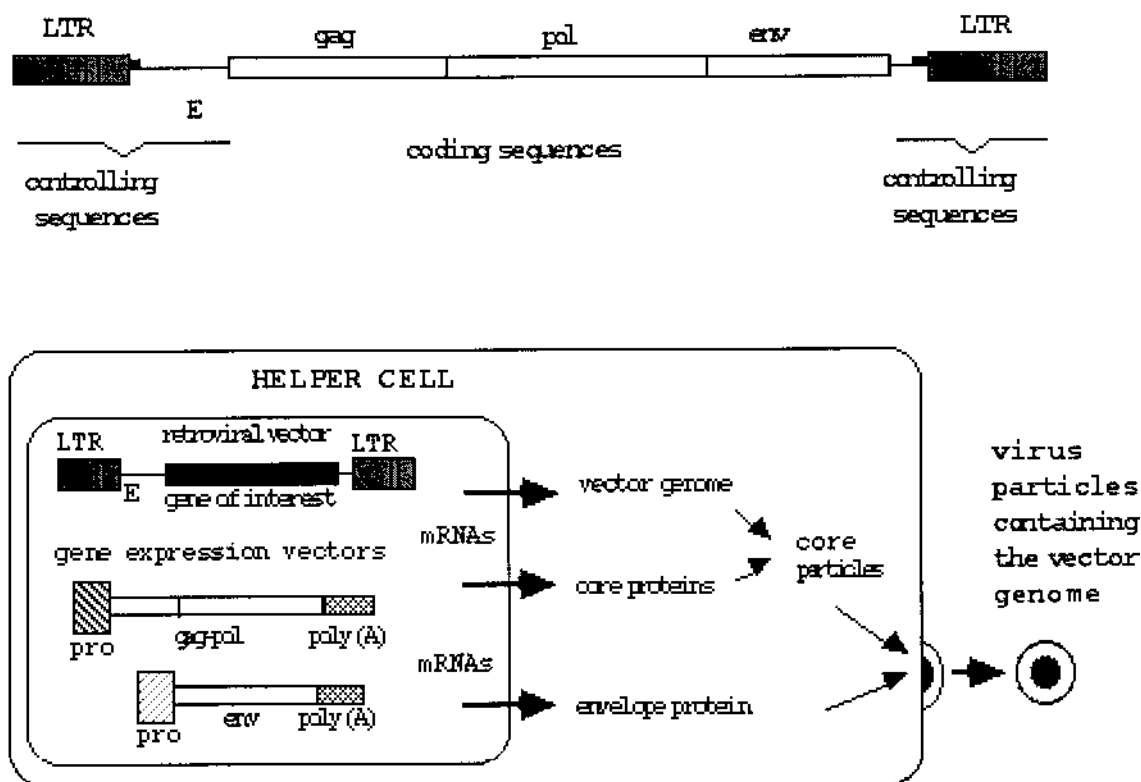 LTR
gag
pol
env
LTR
E
coding sequences
controlling
sequences
controlling
sequences
HELPER CELL
LTR
retroviral vector
LTR
E
gene of interest
gene expression vectors
pro
gag-pol
poly (A)
pro
env
poly (A)
mRNAs
mRNAs
vector genome
core proteins
envelope protein
core
particles
virus
particles
containing
the vector
genome